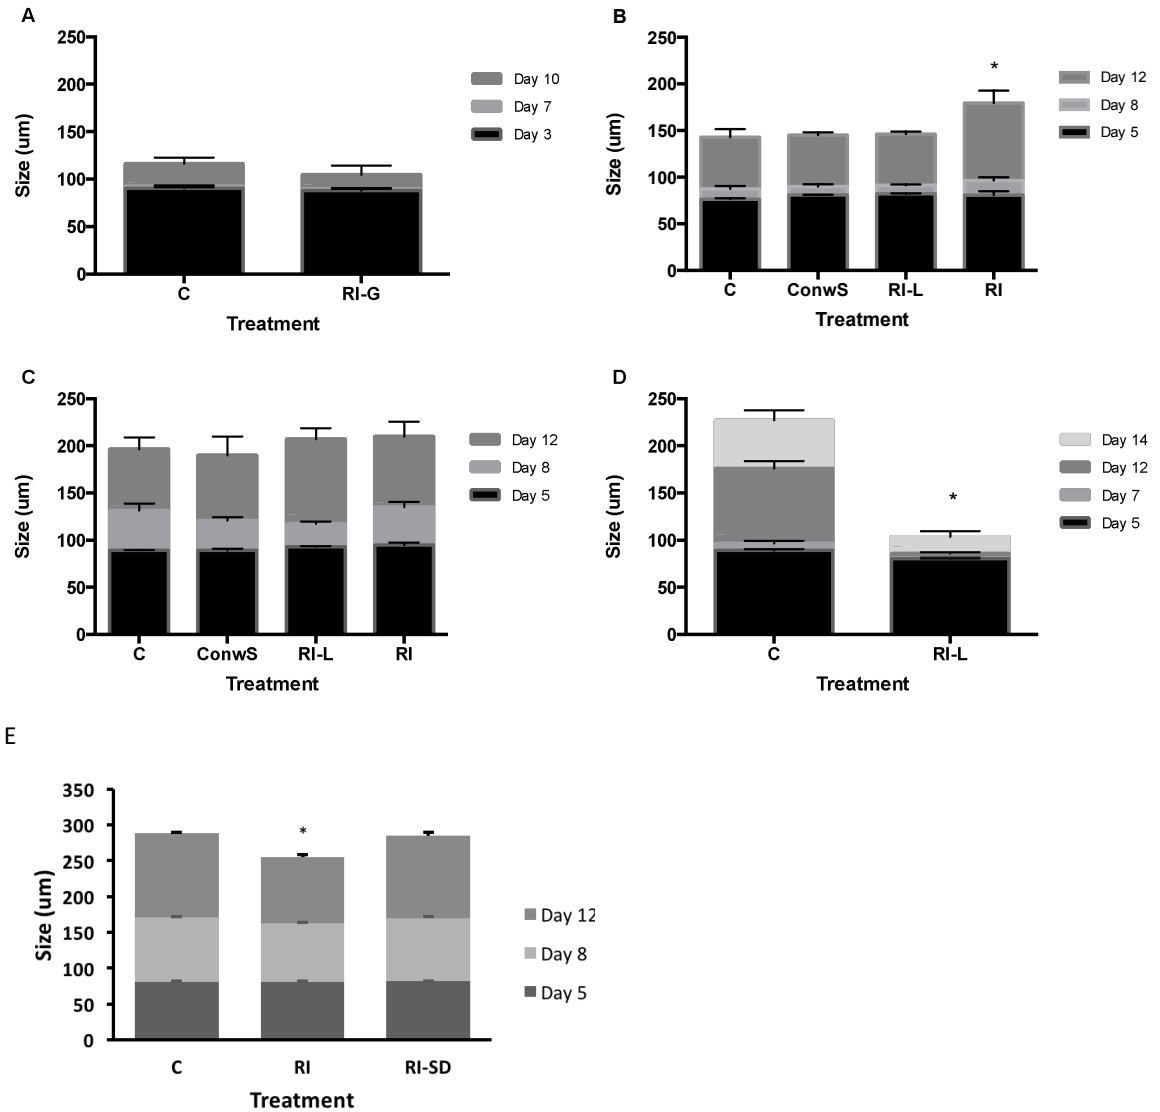 A
Size (um)
250
200
150
100
50
0
C RI-G
Treatment
Day 10
Day 7
Day 3
B
Size (um)
250
200
150
100
50
0
*
C ConwS RI-L RI
Treatment
Day 12
Day 8
Day 5
C
Size (um)
250
200
150
100
50
0
C ConwS RI-L RI
Treatment
Day 12
Day 8
Day 5
D
Size (um)
250
200
150
100
50
0
*
C RI-L
Treatment
Day 14
Day 12
Day 7
Day 5
E
Size (um)
350
300
250
200
150
100
50
0
*
C RI RI-SD
Treatment
Day 12
Day 8
Day 5